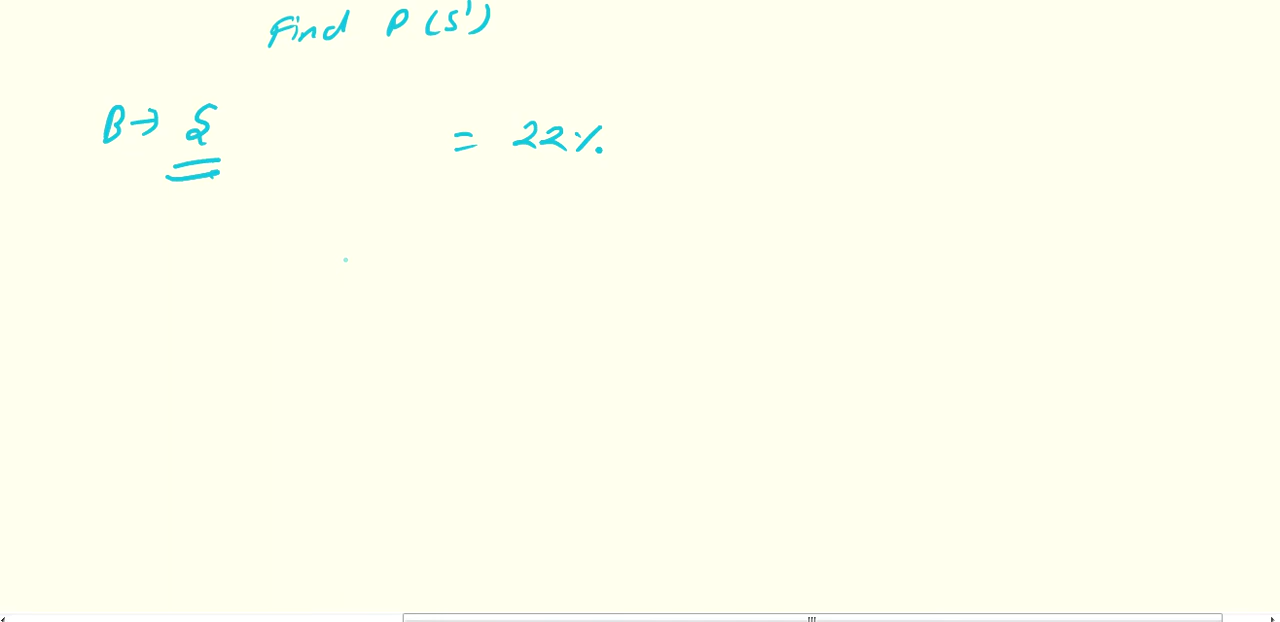 Find P(S')
B→ S
= 22%